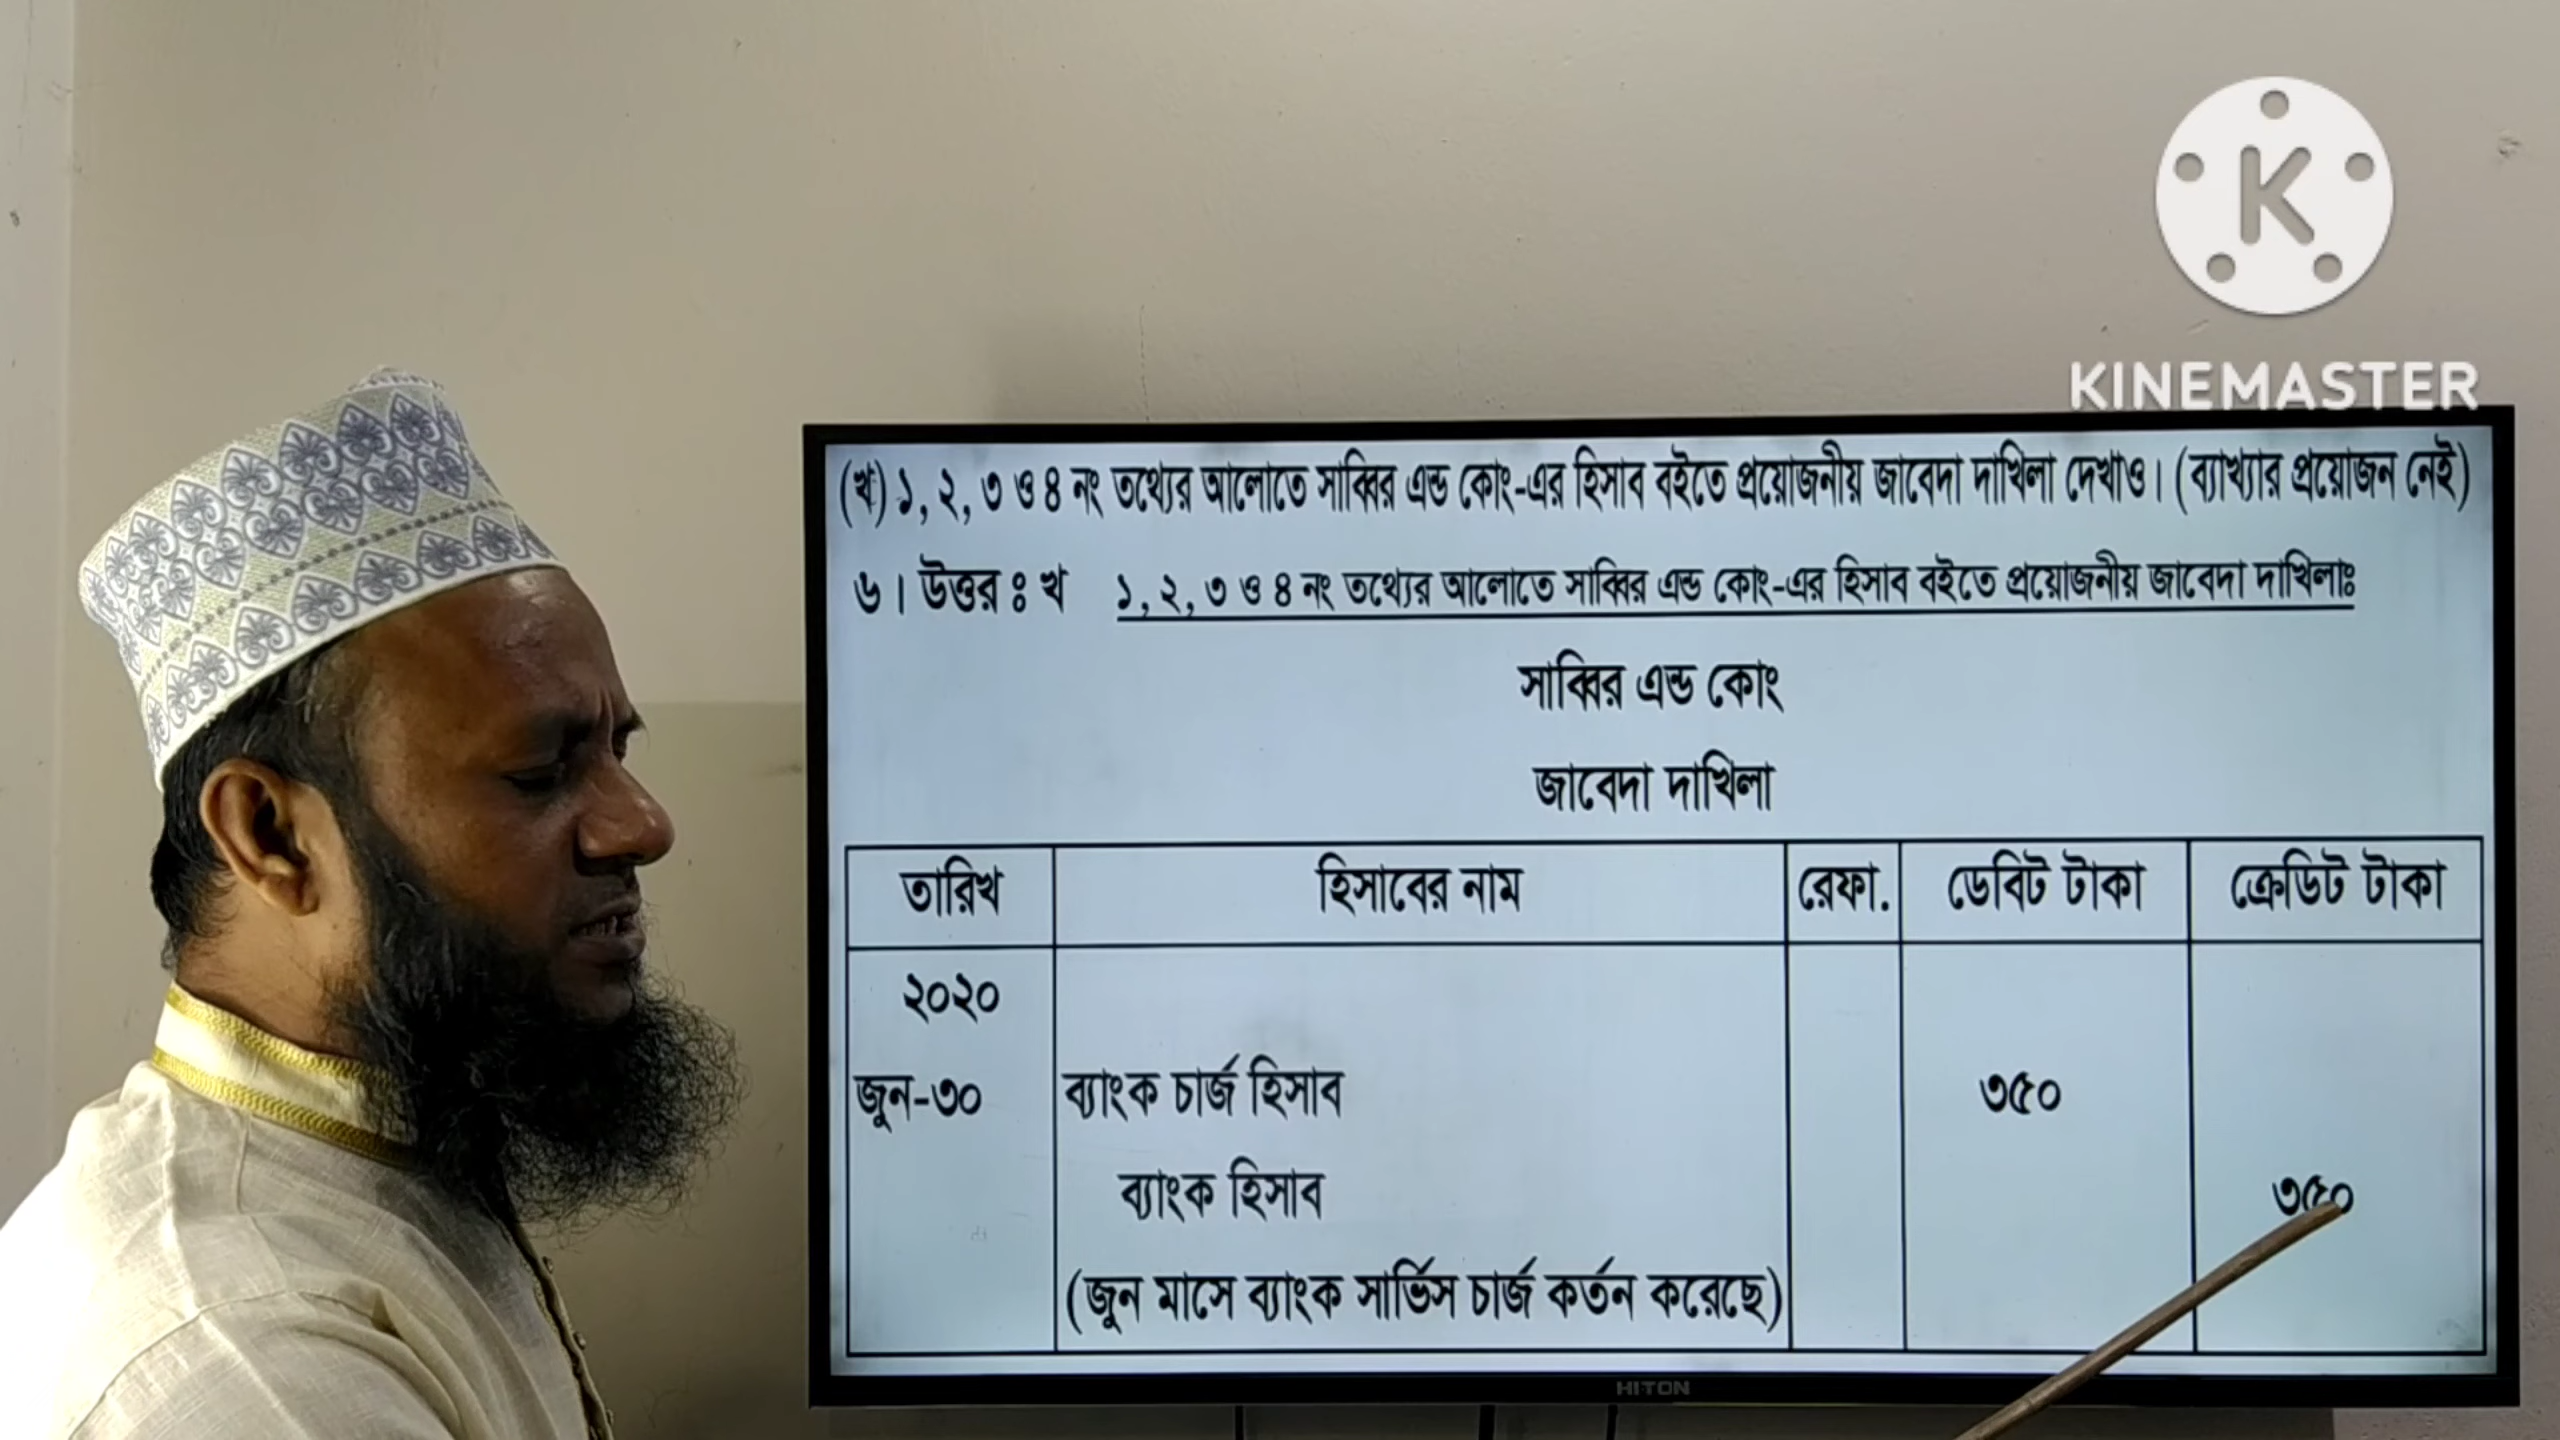 K
KINEMASTER
(খ) ১, ২, ৩ ও ৪ নং তথ্যের আলোতে সাব্বির এন্ড কোং-এর হিসাব বইতে প্রয়োজনীয় জাবেদা দাখিলা দেখাও। (ব্যাখ্যার প্রয়োজন নেই)
৬। উত্তর ঃ খ ১, ২, ৩ ও ৪ নং তথ্যের আলোতে সাব্বির এন্ড কোং-এর হিসাব বইতে প্রয়োজনীয় জাবেদা দাখিলাঃ
সাব্বির এন্ড কোং
জাবেদা দাখিলা
তারিখ হিসাবের নাম রেফা. ডেবিট টাকা ক্রেডিট টাকা
২০২০
জুন-৩০ ব্যাংক চার্জ হিসাব ৩৫০
ব্যাংক হিসাব ৩৫০
(জুন মাসে ব্যাংক সার্ভিস চার্জ কর্তন করেছে)
HITON